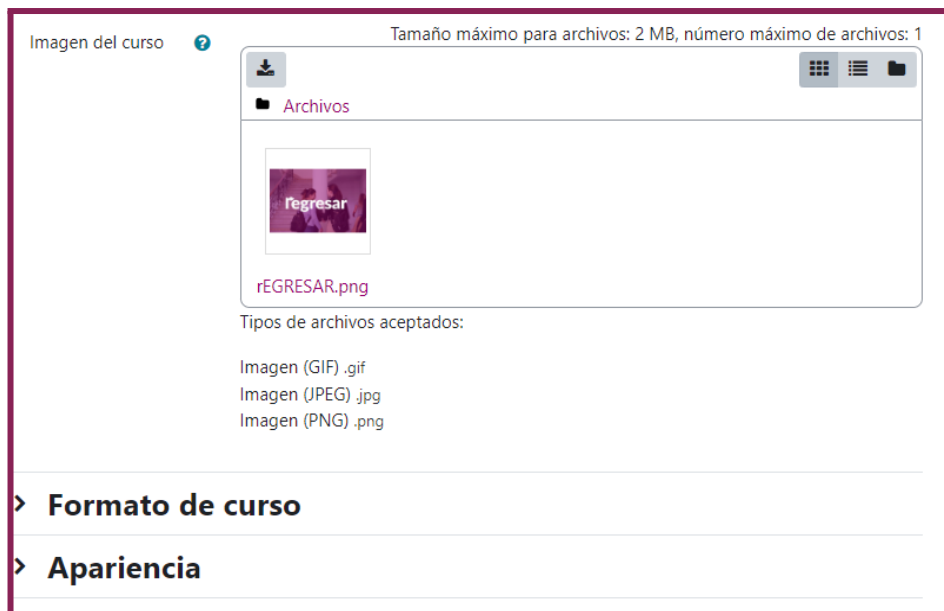 Imagen del curso
Tamaño máximo para archivos: 2 MB, número máximo de archivos: 1
Archivos
regresar
rEGRESAR.png
Tipos de archivos aceptados:
Imagen (GIF) .gif
Imagen (JPEG) .jpg
Imagen (PNG) .png
Formato de curso
Apariencia